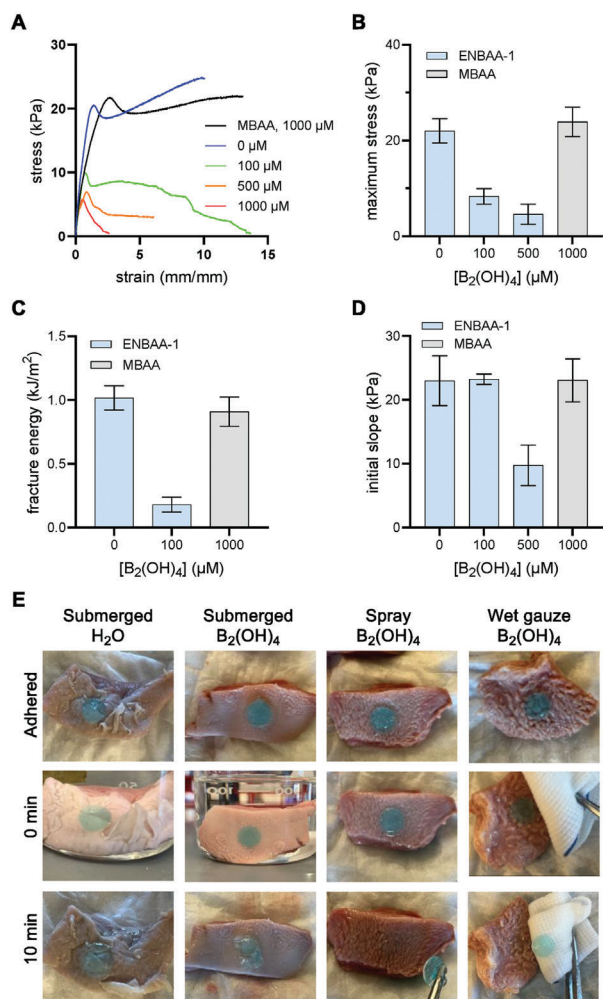 A
30
20
10
0
stress (kPa)
0 5 10 15
strain (mm/mm)
MBAA, 1000 µM
0 µM
100 µM
500 µM
1000 µM
B
60
40
20
0
maximum stress (kPa)
ENBAA-1
MBAA
0 100 500 1000
[B₂(OH)₄] (µM)
C
1.5
1.0
0.5
0.0
fracture energy (kJ/m²)
ENBAA-1
MBAA
0 100 1000
[B₂(OH)₄] (µM)
D
30
20
10
0
initial slope (kPa)
ENBAA-1
MBAA
0 100 500 1000
[B₂(OH)₄] (µM)
E
Submerged
H₂O
Submerged
B₂(OH)₄
Spray
B₂(OH)₄
Wet gauze
B₂(OH)₄
Adhered
0 min
10 min